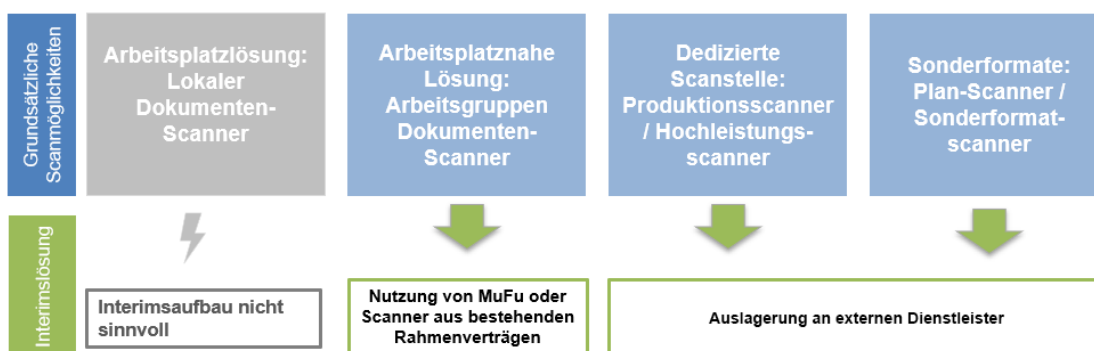 Grundsätzliche
Scanmöglichkeiten
Arbeitsplatzlösung:
Lokaler
Dokumenten-
Scanner
Arbeitsplatznahe
Lösung:
Arbeitsgruppen
Dokumenten-
Scanner
Dedizierte
Scanstelle:
Produktionsscanner
/ Hochleistungs-
scanner
Sonderformate:
Plan-Scanner /
Sonderformat-
scanner
Interimslösung
Interimsaufbau nicht
sinnvoll
Nutzung von MuFu oder
Scanner aus bestehenden
Rahmenverträgen
Auslagerung an externen Dienstleister